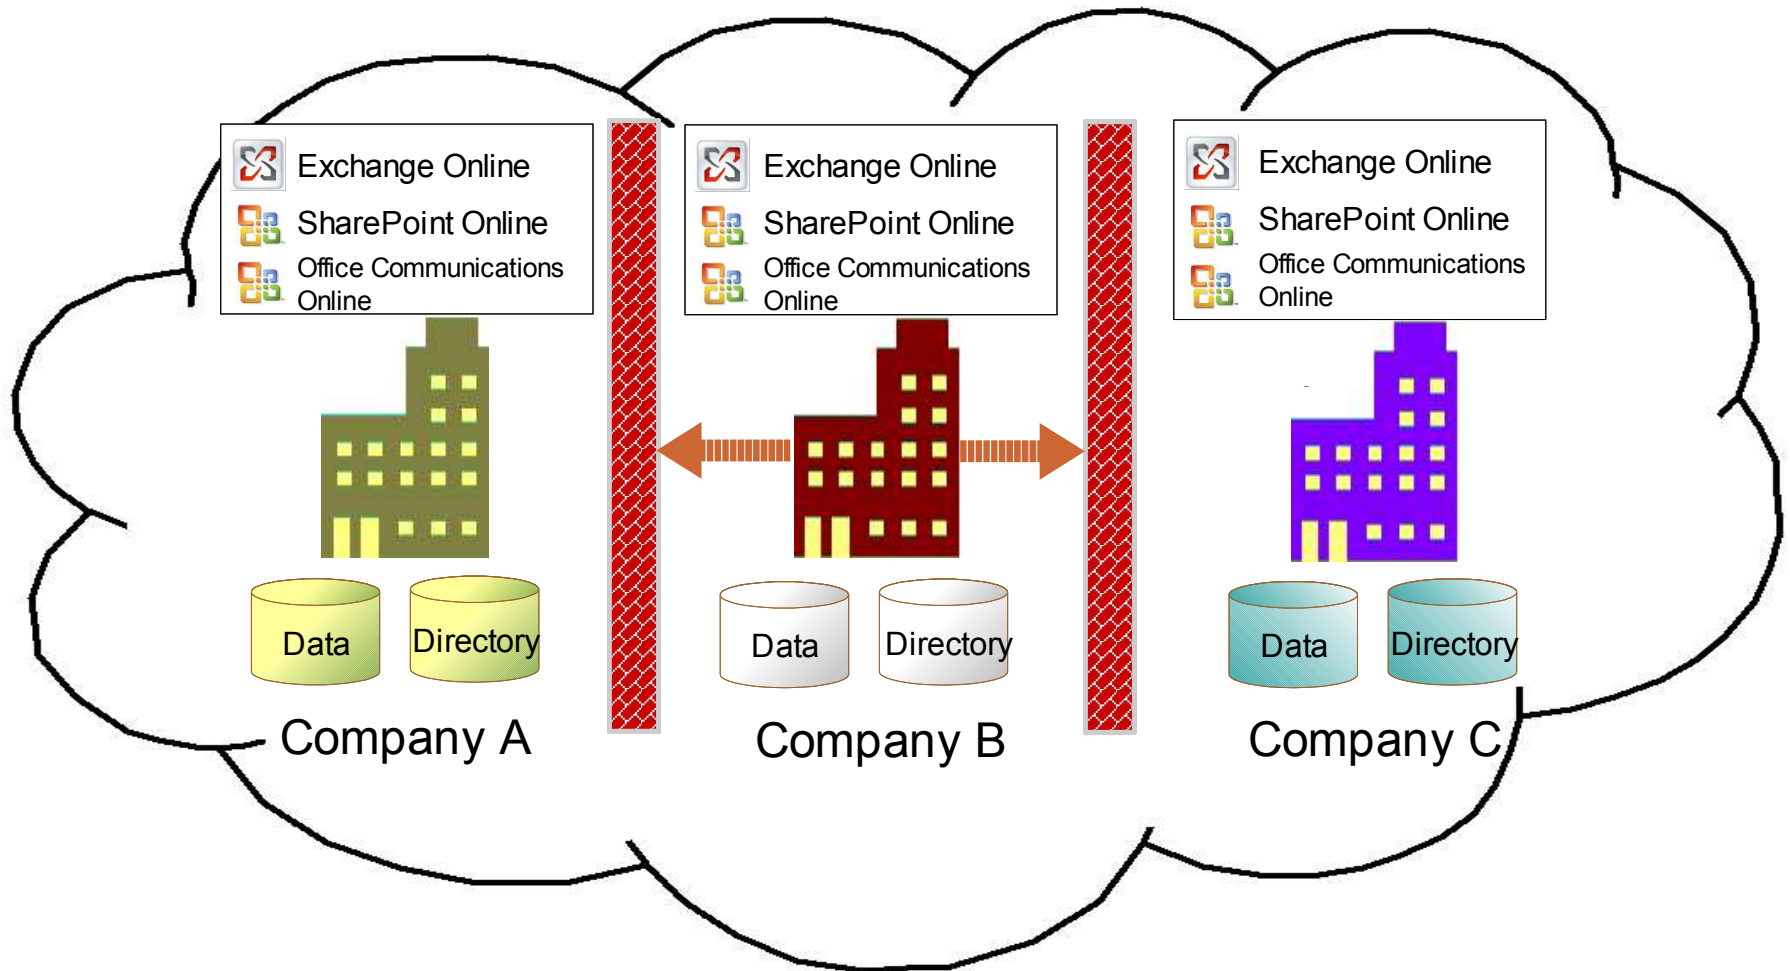 Exchange Online
SharePoint Online
Office Communications
Online
Data
Directory
Company A
Exchange Online
SharePoint Online
Office Communications
Online
Data
Directory
Company B
Exchange Online
SharePoint Online
Office Communications
Online
Data
Directory
Company C